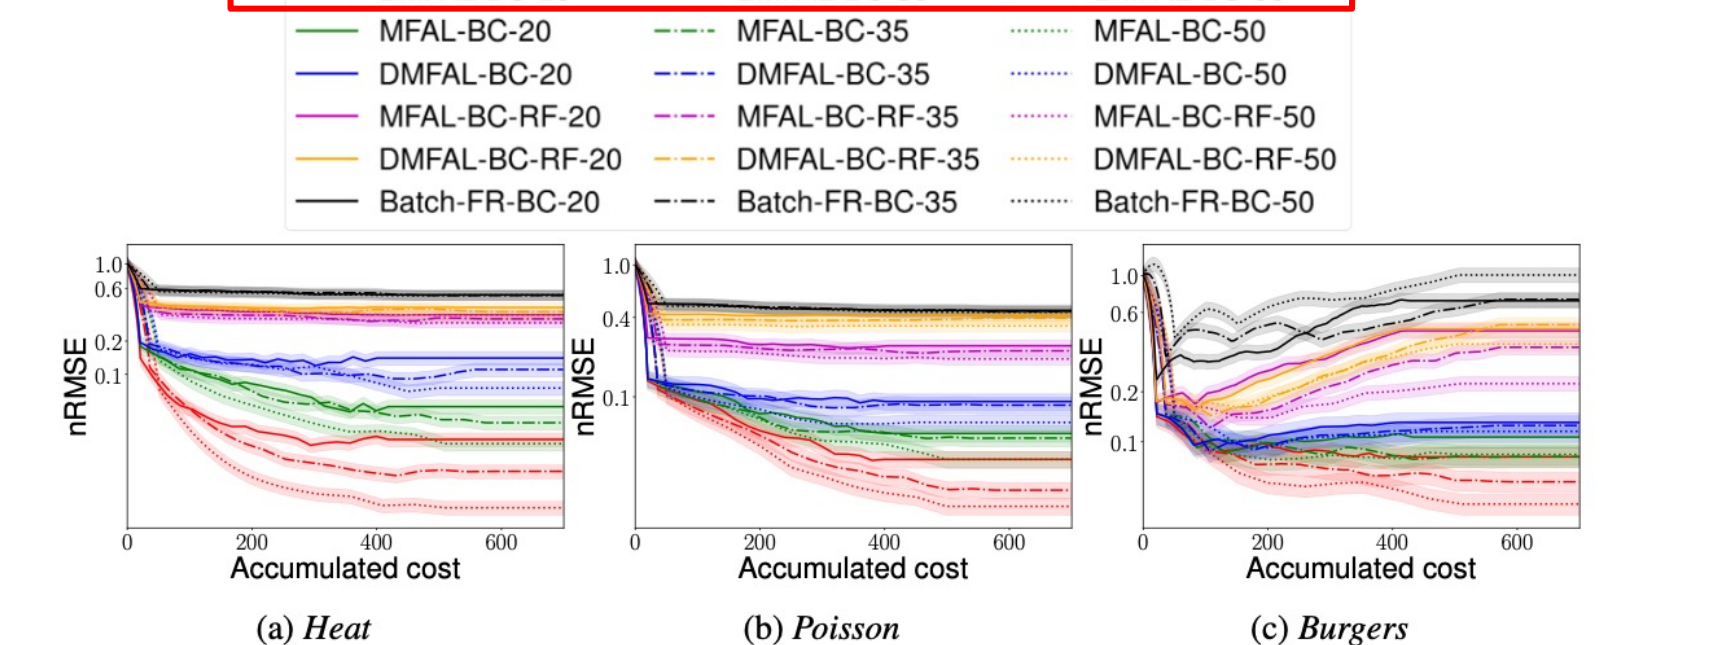 MFAL-BC-20 MFAL-BC-35 MFAL-BC-50
DMFAL-BC-20 DMFAL-BC-35 DMFAL-BC-50
MFAL-BC-RF-20 MFAL-BC-RF-35 MFAL-BC-RF-50
DMFAL-BC-RF-20 DMFAL-BC-RF-35 DMFAL-BC-RF-50
Batch-FR-BC-20 Batch-FR-BC-35 Batch-FR-BC-50
nRMSE
1.0
0.6
0.2
0.1
0 200 400 600
Accumulated cost
(a) Heat
nRMSE
1.0
0.4
0.1
0 200 400 600
Accumulated cost
(b) Poisson
nRMSE
1.0
0.6
0.2
0.1
0 200 400 600
Accumulated cost
(c) Burgers